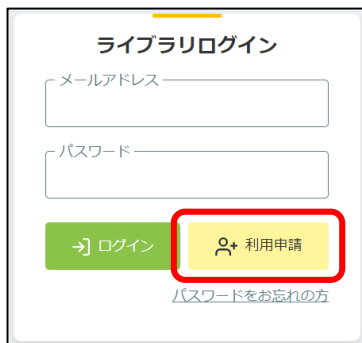 ライブラリログイン
メールアドレス
パスワード
ログイン
利用申請
パスワードをお忘れの方